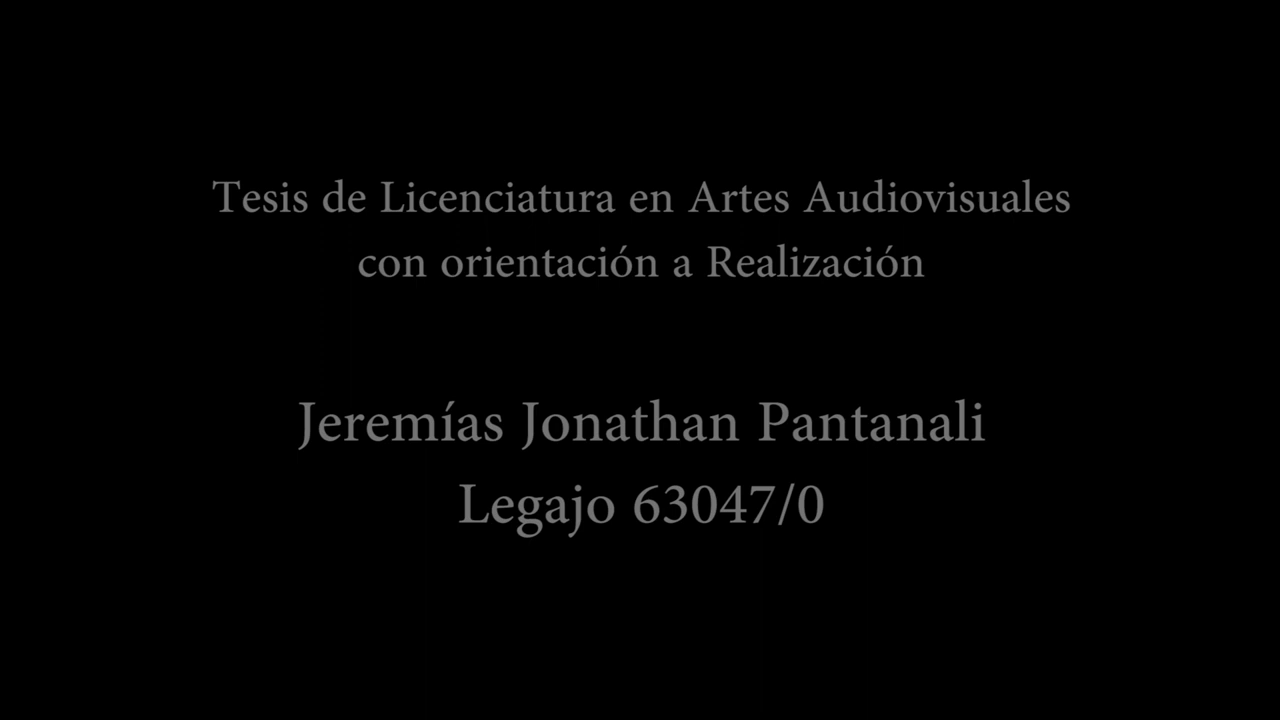 Tesis de Licenciatura en Artes Audiovisuales
con orientación a Realización
Jeremías Jonathan Pantanali
Legajo 63047/0